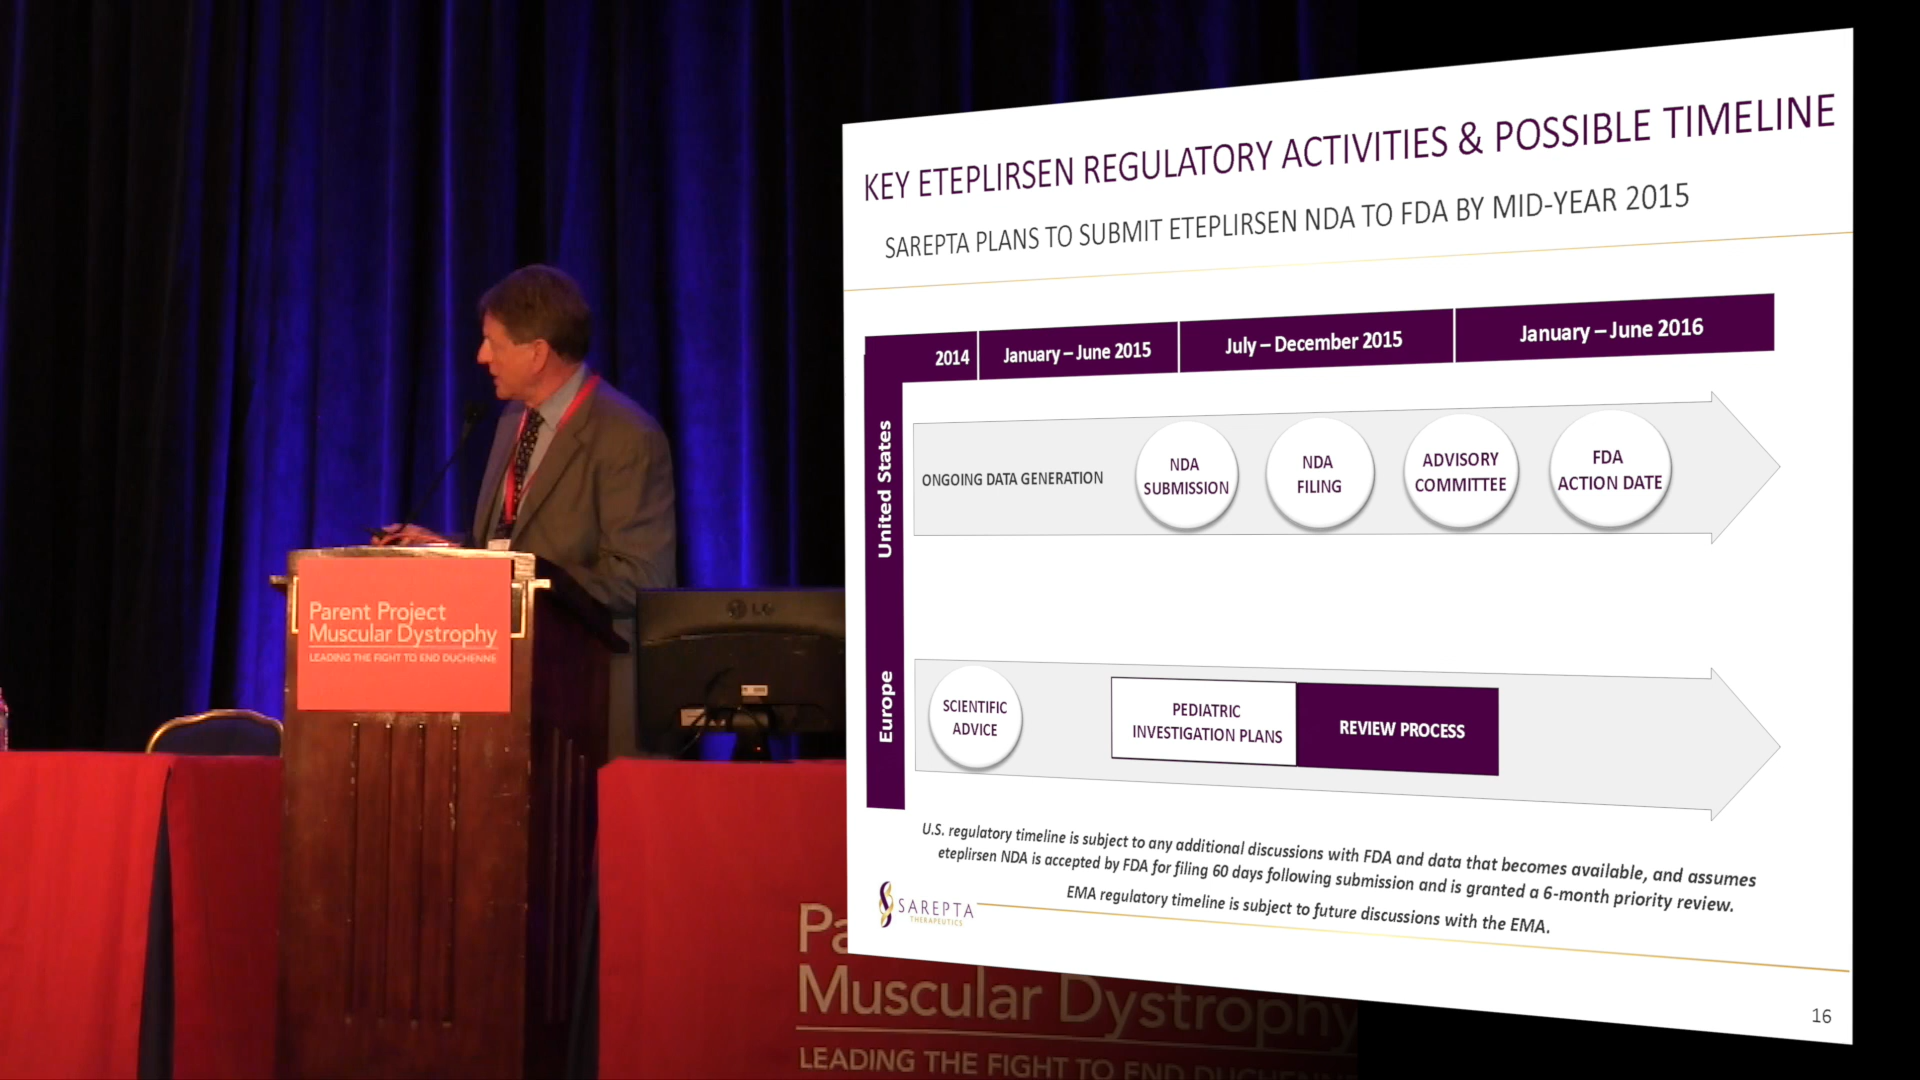 KEY ETEPLIRSEN REGULATORY ACTIVITIES & POSSIBLE TIMELINE
SAREPTA PLANS TO SUBMIT ETEPLIRSEN NDA TO FDA BY MID-YEAR 2015
2014
January – June 2015
July – December 2015
January – June 2016
United States
ONGOING DATA GENERATION
NDA
SUBMISSION
NDA
FILING
ADVISORY
COMMITTEE
FDA
ACTION DATE
Europe
SCIENTIFIC
ADVICE
PEDIATRIC
INVESTIGATION PLANS
REVIEW PROCESS
U.S. regulatory timeline is subject to any additional discussions with FDA and data that becomes available, and assumes
eteplirsen NDA is accepted by FDA for filing 60 days following submission and is granted a 6-month priority review.
EMA regulatory timeline is subject to future discussions with the EMA.
SAREPTA
THERAPEUTICS
16
Parent Project
Muscular Dystrophy
LEADING THE FIGHT TO END DUCHENNE
LG
Pa
Muscular Dystrophy
LEADING THE FIGHT TO END DUCHENNE